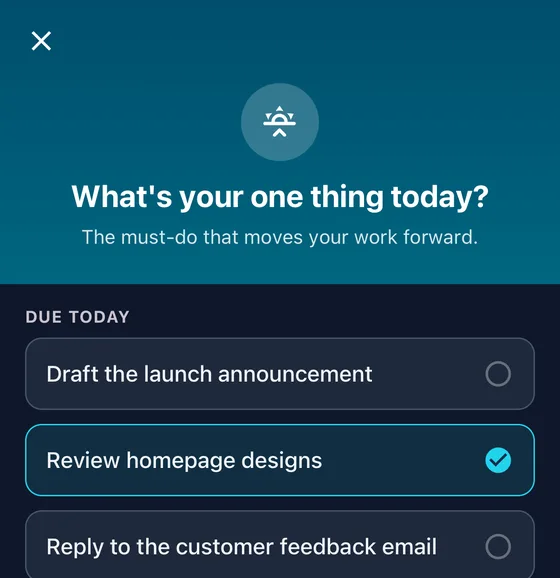 What's your one thing today?
The must-do that moves your work forward.
DUE TODAY
Draft the launch announcement
Review homepage designs
Reply to the customer feedback email